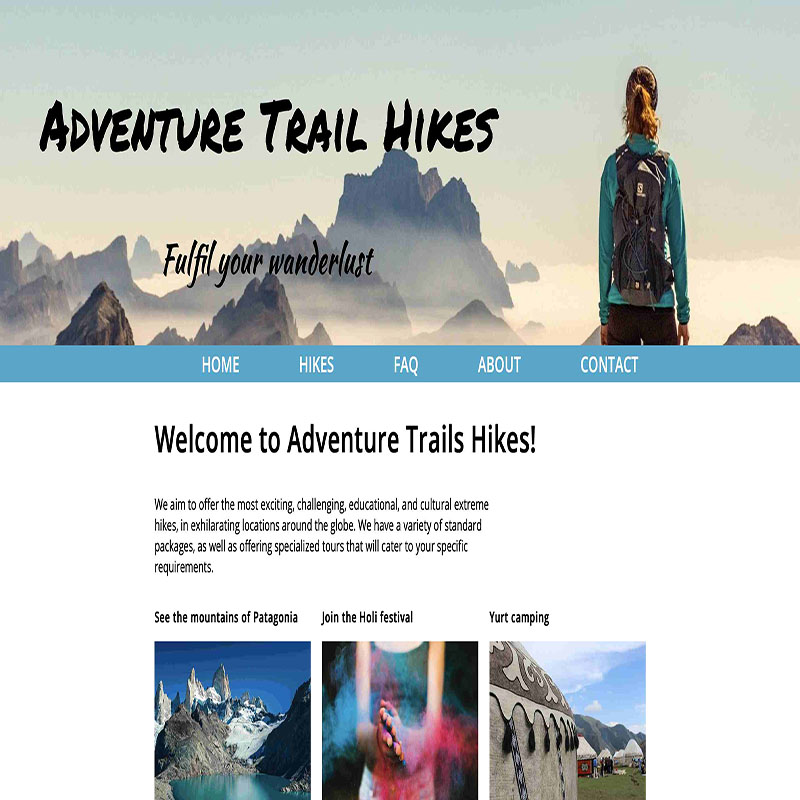 Adventure Trail Hikes
Fulfil your wanderlust
HOME HIKES FAQ ABOUT CONTACT
Welcome to Adventure Trails Hikes!
We aim to offer the most exciting, challenging, educational, and cultural extreme
hikes, in exhilarating locations around the globe. We have a variety of standard
packages, as well as offering specialized tours that will cater to your specific
requirements.
See the mountains of Patagonia
Join the Holi festival
Yurt camping